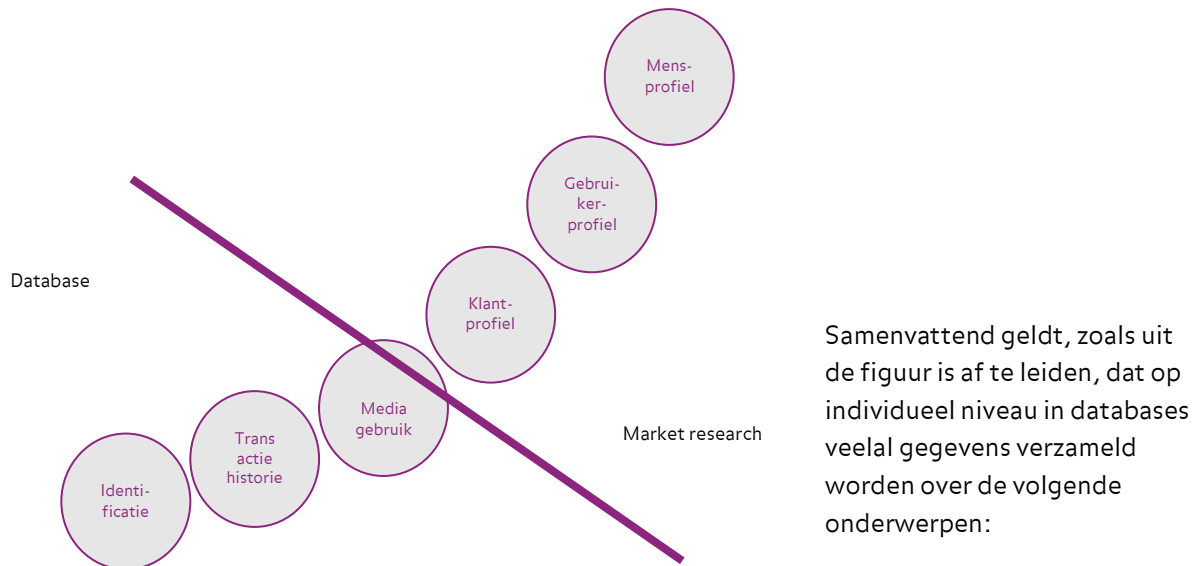 Mens-
profiel
Gebrui-
ker-
profiel
Database
Klant-
profiel
Media
gebruik
Trans
actie
historie
Identi-
ficatie
Market research
Samenvattend geldt, zoals uit
de figuur is af te leiden, dat op
individueel niveau in databases
veelal gegevens verzameld
worden over de volgende
onderwerpen: